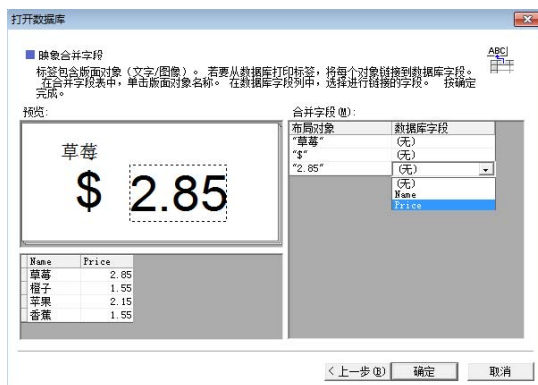 打开数据库
映象合并字段
ABC
标签包含版面对象（文字/图像）。 若要从数据库打印标签，将每个对象链接到数据库字段。
在合并字段表中，单击版面对象名称。 在数据库字段列中，选择进行链接的字段。 按确定
完成。
预览:
合并字段(M):
草莓
$ 2.85
布局对象 数据库字段
"草莓" (无)
"$" (无)
"2.85" (无)
(无)
Name
Price
Name Price
草莓 2.85
橙子 1.55
苹果 2.15
香蕉 1.55
<上一步(B) 确定 取消